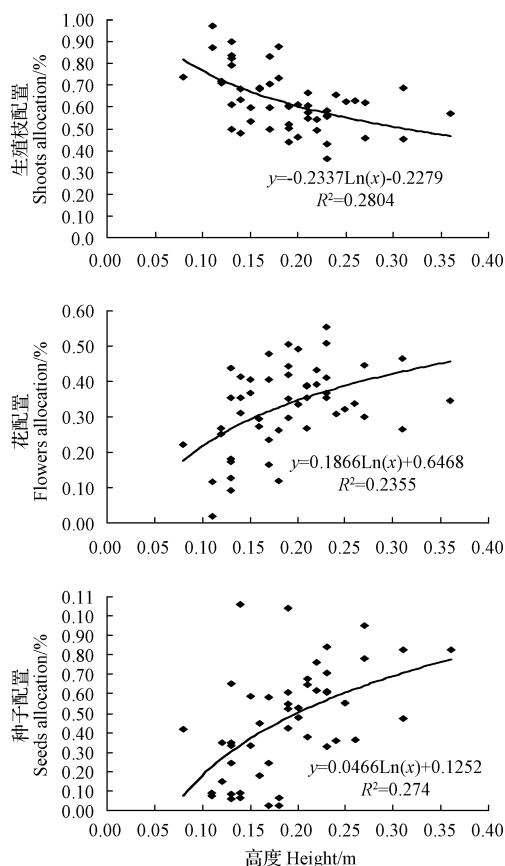 1.00
0.90
0.80
0.70
0.60
0.50
0.40
0.30
0.20
0.10
0.0
生殖枝配置
Shoots allocation/%
y=-0.2337Ln(x)-0.2279
R²=0.2804
0.00 0.05 0.10 0.15 0.20 0.25 0.30 0.35 0.40
0.60
0.50
0.40
0.30
0.20
0.10
0.00
花配置
Flowers allocation/%
y=0.1866Ln(x)+0.6468
R²=0.2355
0.00 0.05 0.10 0.15 0.20 0.25 0.30 0.35 0.40
0.11
0.10
0.90
0.80
0.70
0.60
0.50
0.40
0.30
0.20
0.10
0.00
种子配置
Seeds allocation/%
y=0.0466Ln(x)+0.1252
R²=0.274
0.00 0.05 0.10 0.15 0.20 0.25 0.30 0.35 0.40
高度 Height/m